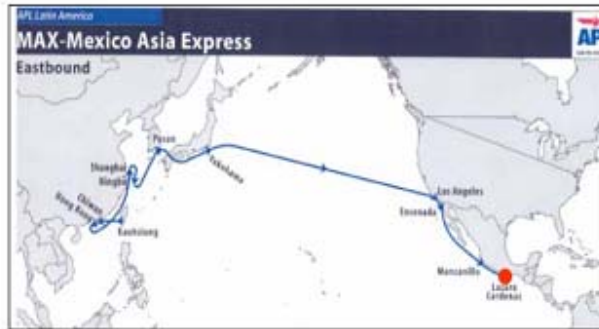 APL Latin America
MAX-Mexico Asia Express
APL
Eastbound
Pusan
Shanghai
Ningbo
Yokohama
Chiwan
Hong Kong
Kaohsiung
Los Angeles
Ensenada
Manzanillo
Lazaro
Cardenas